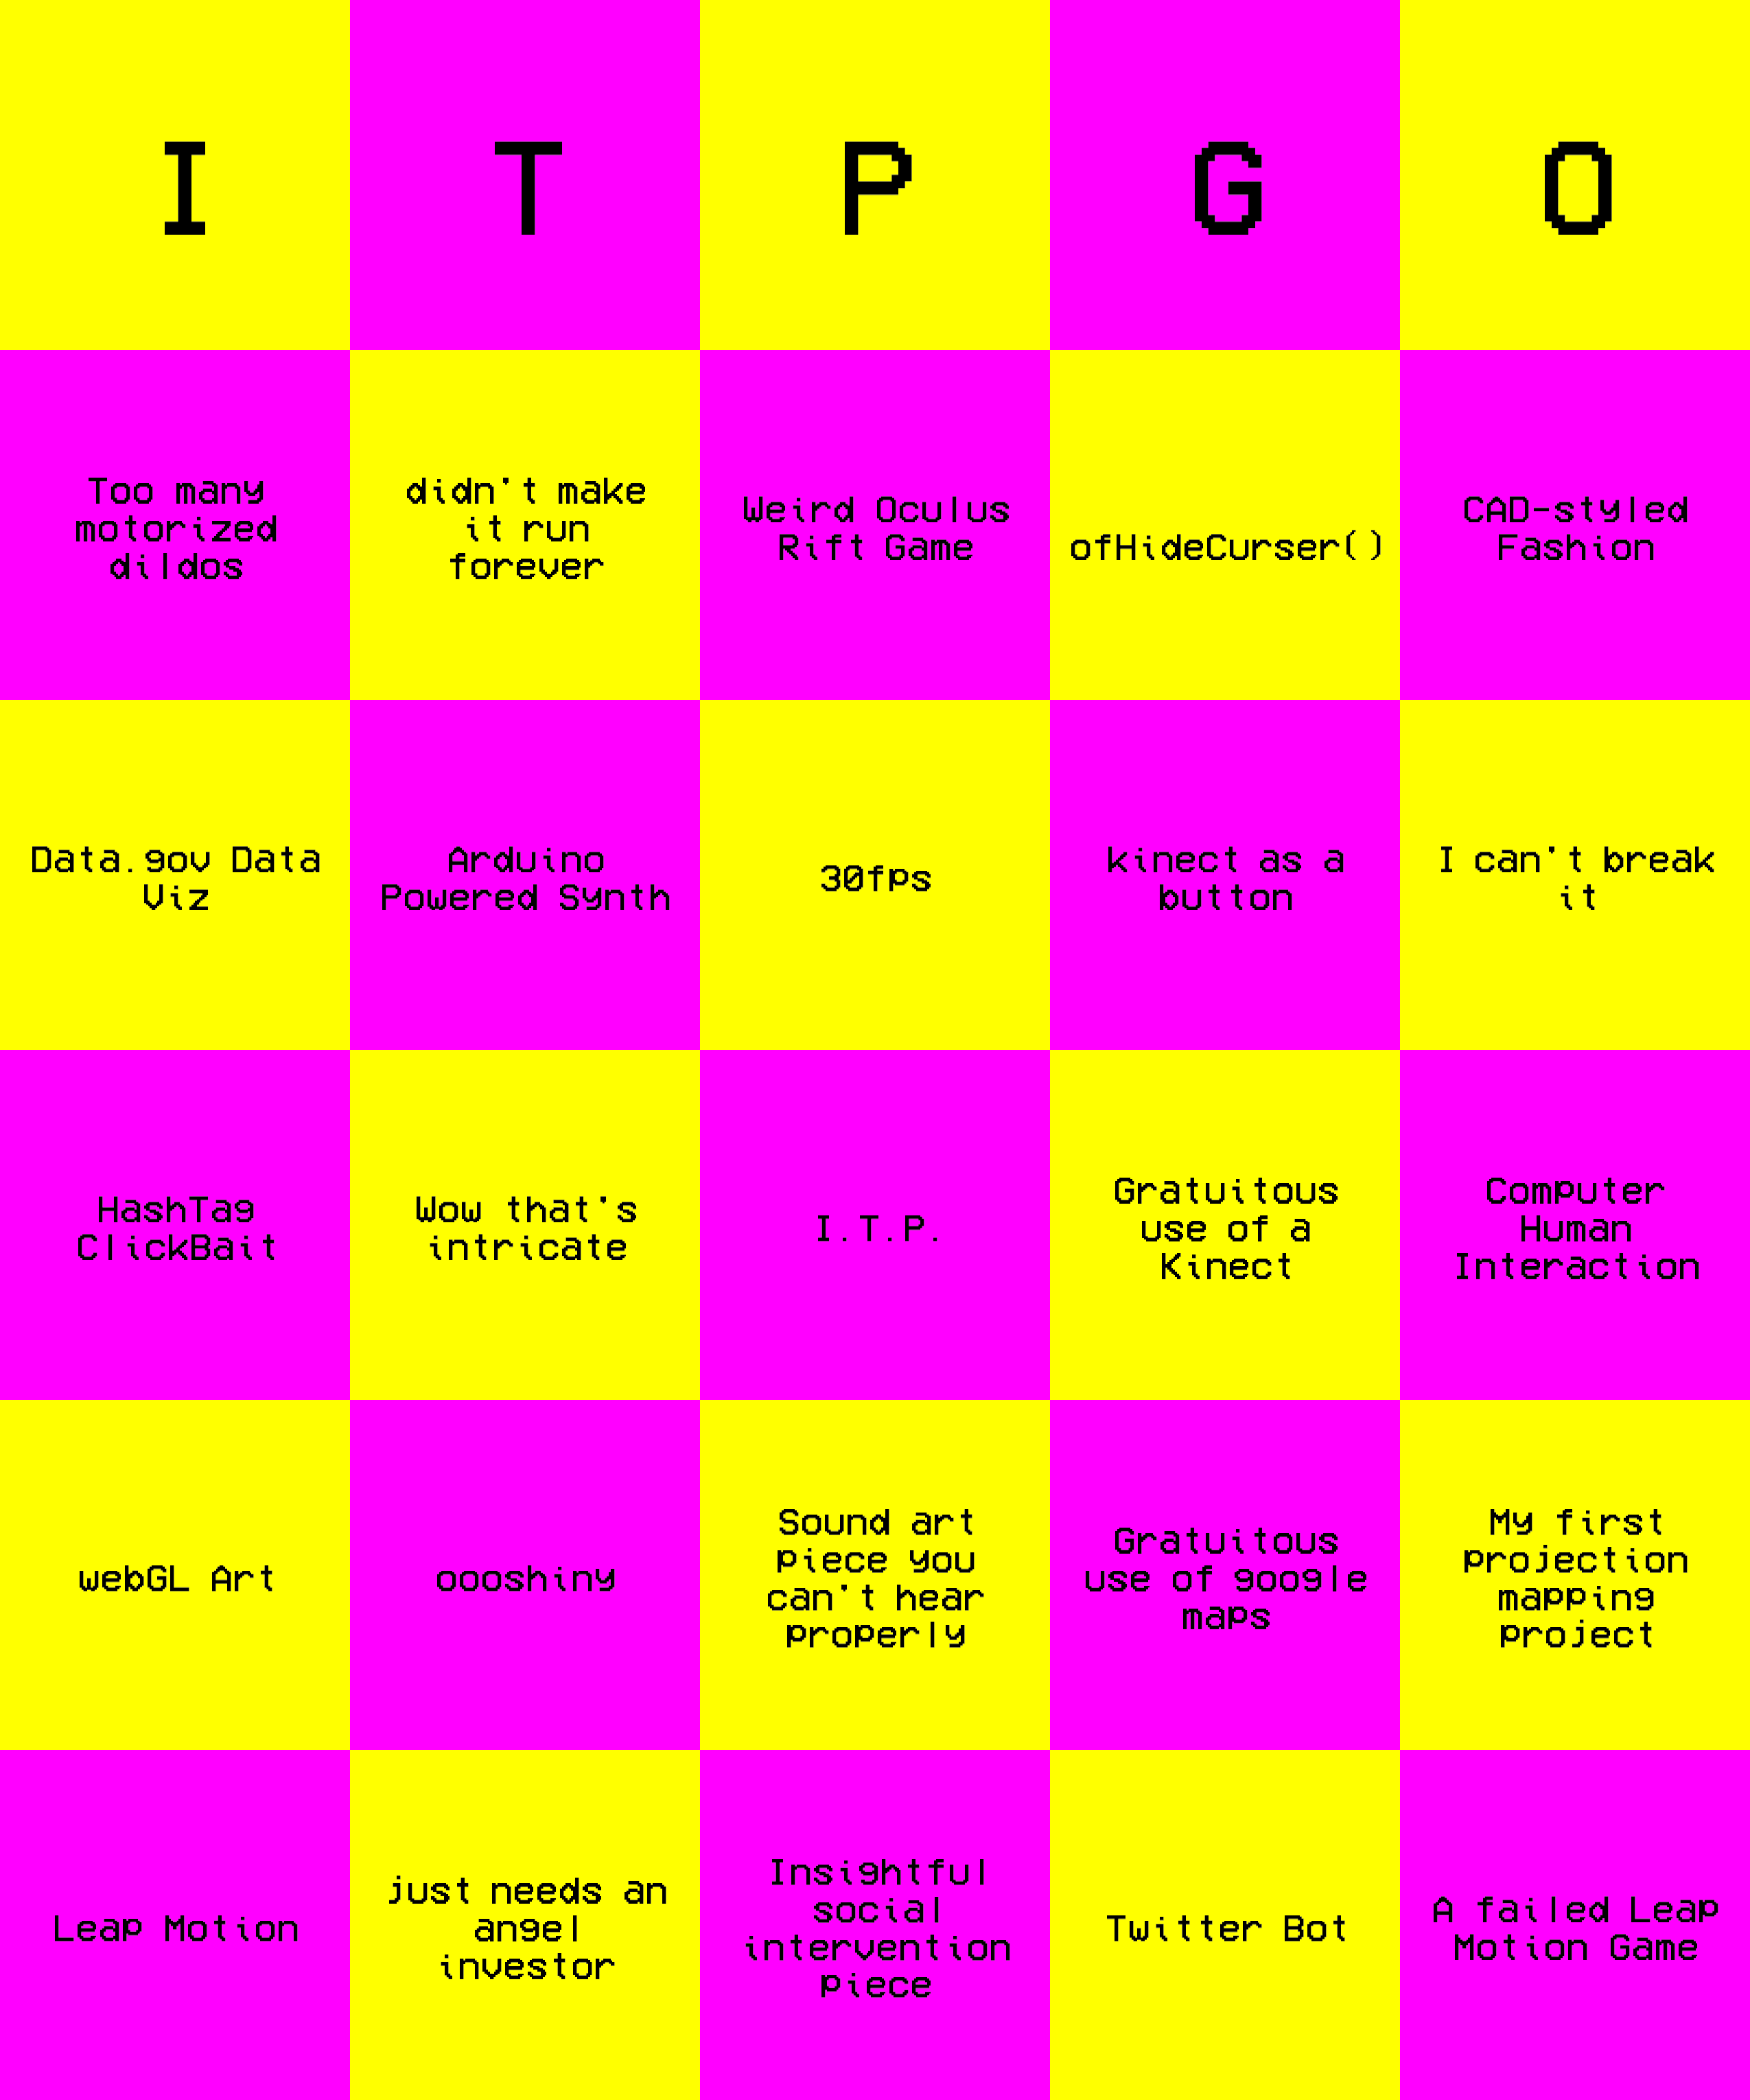 I T P G O
Too many
motorized
dildos
didn't make
it run
forever
Weird Oculus
Rift Game
ofHideCurser()
CAD-styled
Fashion
Data.gov Data
Viz
Arduino
Powered Synth
30fps
kinect as a
button
I can't break
it
HashTag
ClickBait
Wow that's
intricate
I.T.P.
Gratuitous
use of a
Kinect
Computer
Human
Interaction
webGL Art
oooshiny
Sound art
piece you
can't hear
properly
Gratuitous
use of google
maps
My first
projection
mapping
project
Leap Motion
just needs an
angel
investor
Insightful
social
intervention
piece
Twitter Bot
A failed Leap
Motion Game